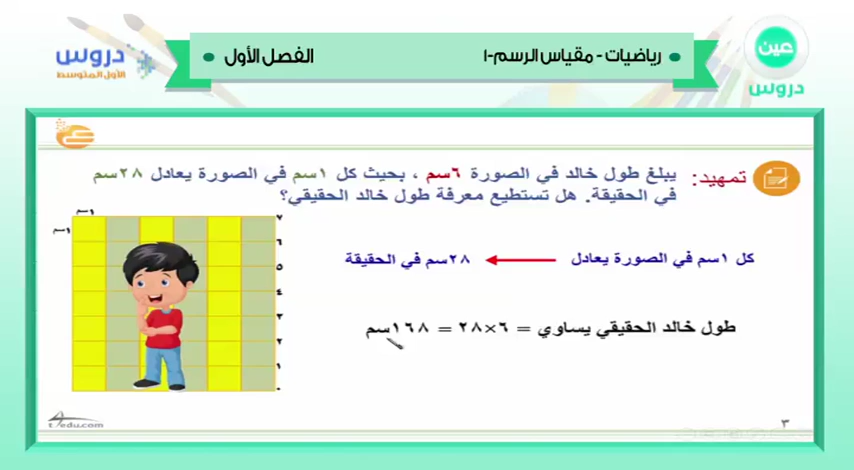 عين
دروس
رياضيات - مقياس الرسم-١
الفصل الأول
دروس
الأول المتوسط
تمهيد: يبلغ طول خالد في الصورة ٦سم ، بحيث كل ١سم في الصورة يعادل ٢٨سم
في الحقيقة. هل تستطيع معرفة طول خالد الحقيقي؟
١سم
١سم
٧
٦
٥
٤
٣
٢
١
٠
كل ١سم في الصورة يعادل ٢٨سم في الحقيقة
طول خالد الحقيقي يساوي = ٦×٢٨ = ١٦٨سم
t4edu.com
٣